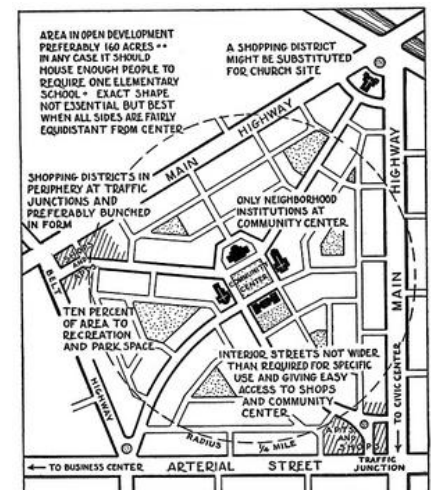 AREA IN OPEN DEVELOPMENT
PREFERABLY 160 ACRES ••
IN ANY CASE IT SHOULD
HOUSE ENOUGH PEOPLE TO
REQUIRE ONE ELEMENTARY
SCHOOL • EXACT SHAPE
NOT ESSENTIAL BUT BEST
WHEN ALL SIDES ARE FAIRLY
EQUIDISTANT FROM CENTER
A SHOPPING DISTRICT
MIGHT BE SUBSTITUTED
FOR CHURCH SITE
MAIN HIGHWAY
SHOPPING DISTRICTS IN
PERIPHERY AT TRAFFIC
JUNCTIONS AND
PREFERABLY BUNCHED
IN FORM
ONLY NEIGHBORHOOD
INSTITUTIONS AT
COMMUNITY CENTER
HIGHWAY
MAIN
SHOPS
AND
COMMUNITY
CENTER
BELT
HIGHWAY
TEN PERCENT
OF AREA TO
RECREATION
AND PARK SPACE
INTERIOR STREETS NOT WIDER
THAN REQUIRED FOR SPECIFIC
USE AND GIVING EASY
ACCESS TO SHOPS
AND COMMUNITY
CENTER
TO CIVIC CENTER
RADIUS 1/4 MILE
APTS
AND
SHOPS
TRAFFIC
JUNCTION
← TO BUSINESS CENTER ARTERIAL STREET